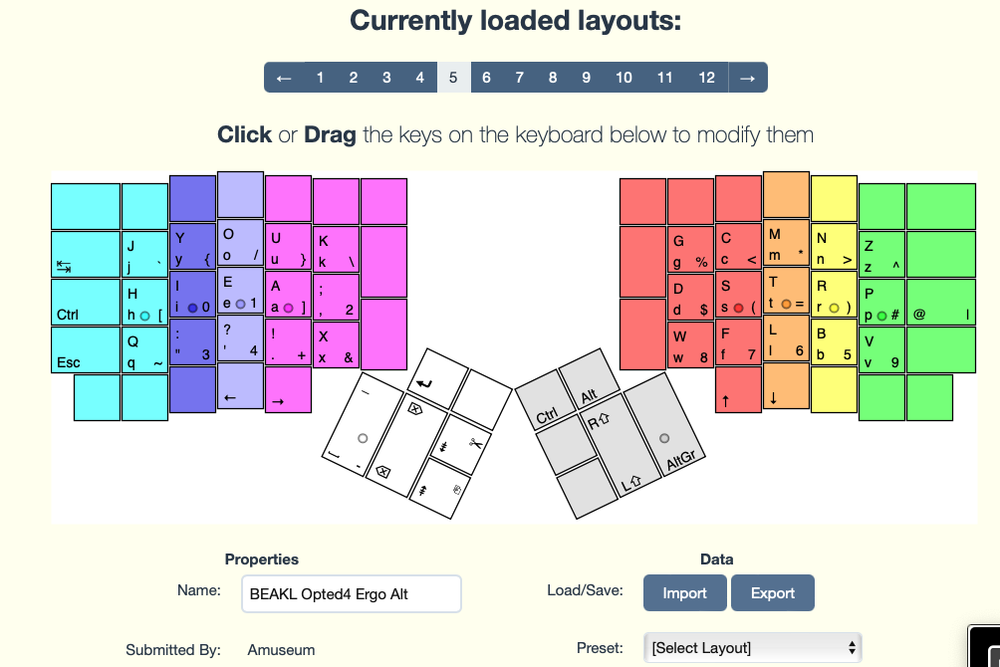 Currently loaded layouts:
← 1 2 3 4 5 6 7 8 9 10 11 12 →
Click or Drag the keys on the keyboard below to modify them
J j ` Y y { O o / U u } K k \ G g % C c < M m * N n > Z z ^
Ctrl H h [ I i 0 E e 1 A a ] ; , 2 D d $ S s ( T t = R r ) P p # @ |
Esc Q q ~ : " 3 ? ' 4 ! . + X x & W w 8 F f 7 L l 6 B b 5 V v 9
← → ↑ ↓
Ctrl Alt
R⇧
L⇧ AltGr
Properties Data
Name: BEAKL Opted4 Ergo Alt Load/Save: Import Export
Submitted By: Amuseum Preset: [Select Layout]